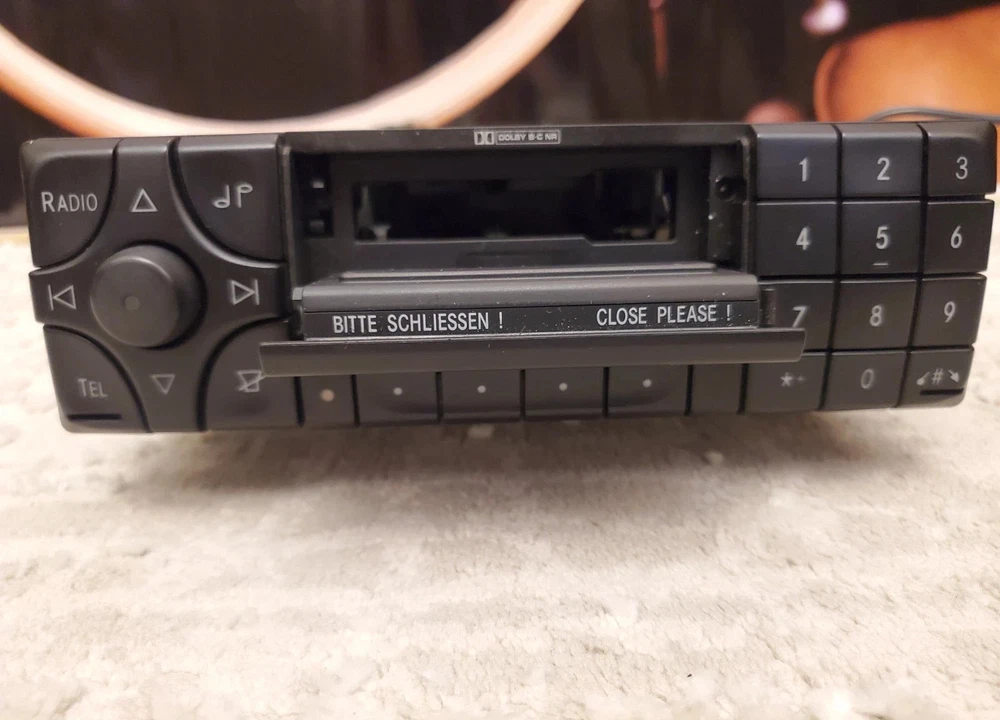 DOLBY B-C NR
RADIO
1 2 3
4 5 6
BITTE SCHLIESSEN ! CLOSE PLEASE !
7 8 9
TEL
*+ 0 #